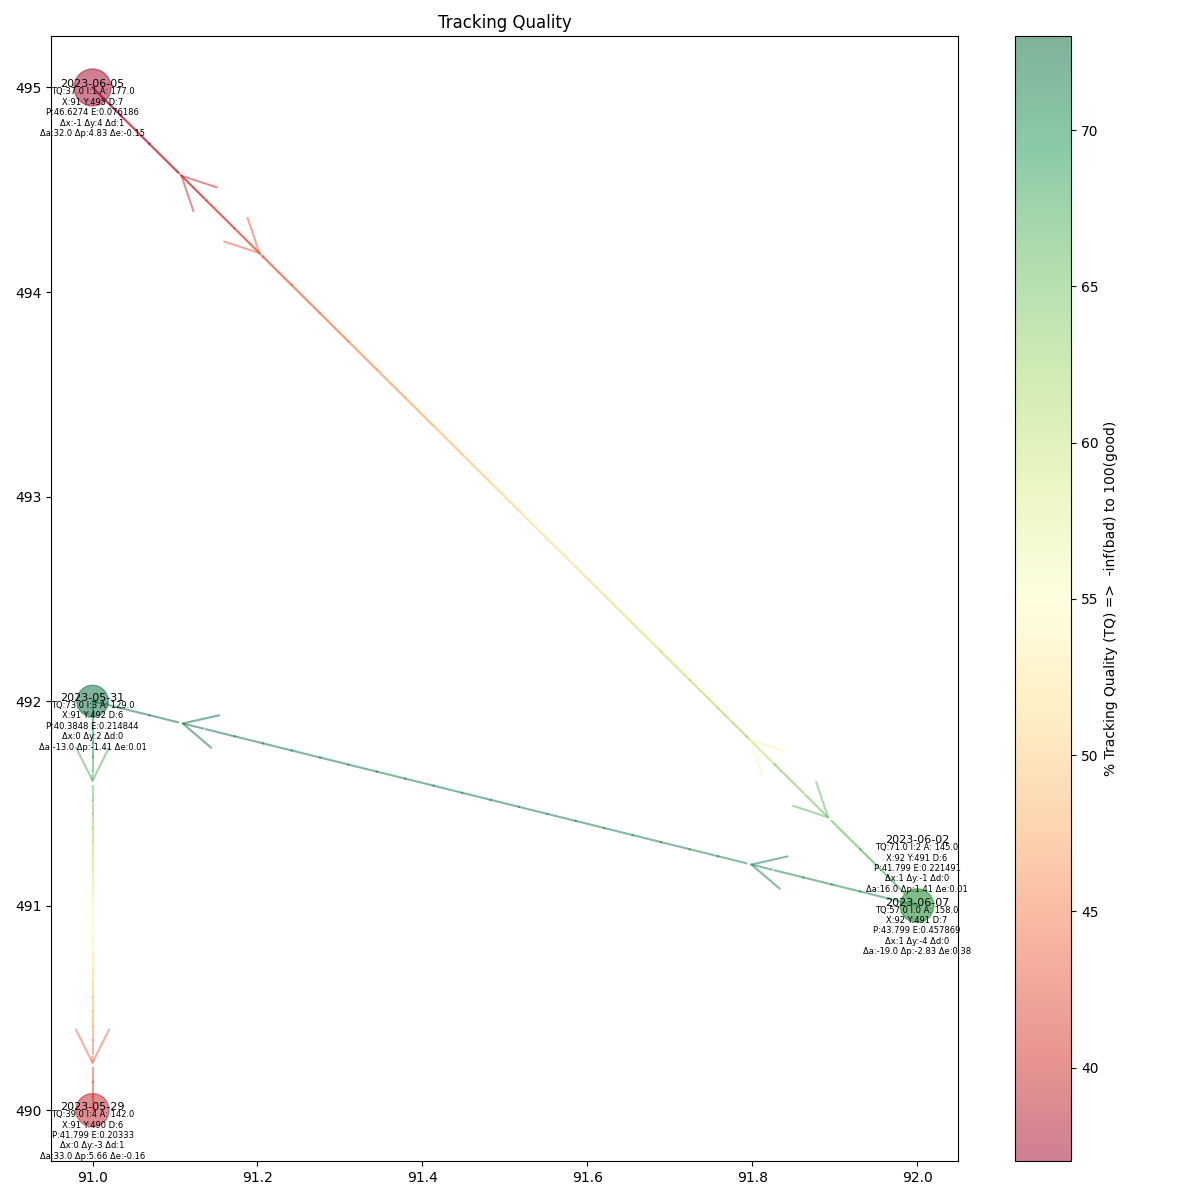 Tracking Quality
495
494
493
492
491
490
91.0
91.2
91.4
91.6
91.8
92.0
2023-06-05
TQ:37.0 I:1 A: 177.0
X:91 Y:495 D:7
P:46.6274 E:0.076186
Δx:-1 Δy:4 Δd:1
Δa:32.0 Δp:4.83 Δe:-0.15
2023-05-31
TQ:73.0 I:3 A: 129.0
X:91 Y:492 D:6
P:40.3848 E:0.214844
Δx:0 Δy:2 Δd:0
Δa:-13.0 Δp:-1.41 Δe:0.01
2023-06-02
TQ:71.0 I:2 A: 145.0
X:92 Y:491 D:6
P:41.799 E:0.221491
Δx:1 Δy:-1 Δd:0
Δa:16.0 Δp:1.41 Δe:0.01
2023-06-07
TQ:57.0 I:0 A: 158.0
X:92 Y:491 D:7
P:43.799 E:0.457869
Δx:1 Δy:-4 Δd:0
Δa:-19.0 Δp:-2.83 Δe:0.38
2023-05-29
TQ:39.0 I:4 A: 142.0
X:91 Y:490 D:6
P:41.799 E:0.20333
Δx:0 Δy:-3 Δd:1
Δa:33.0 Δp:5.66 Δe:-0.16
70
65
60
55
50
45
40
% Tracking Quality (TQ) =>  -inf(bad) to 100(good)